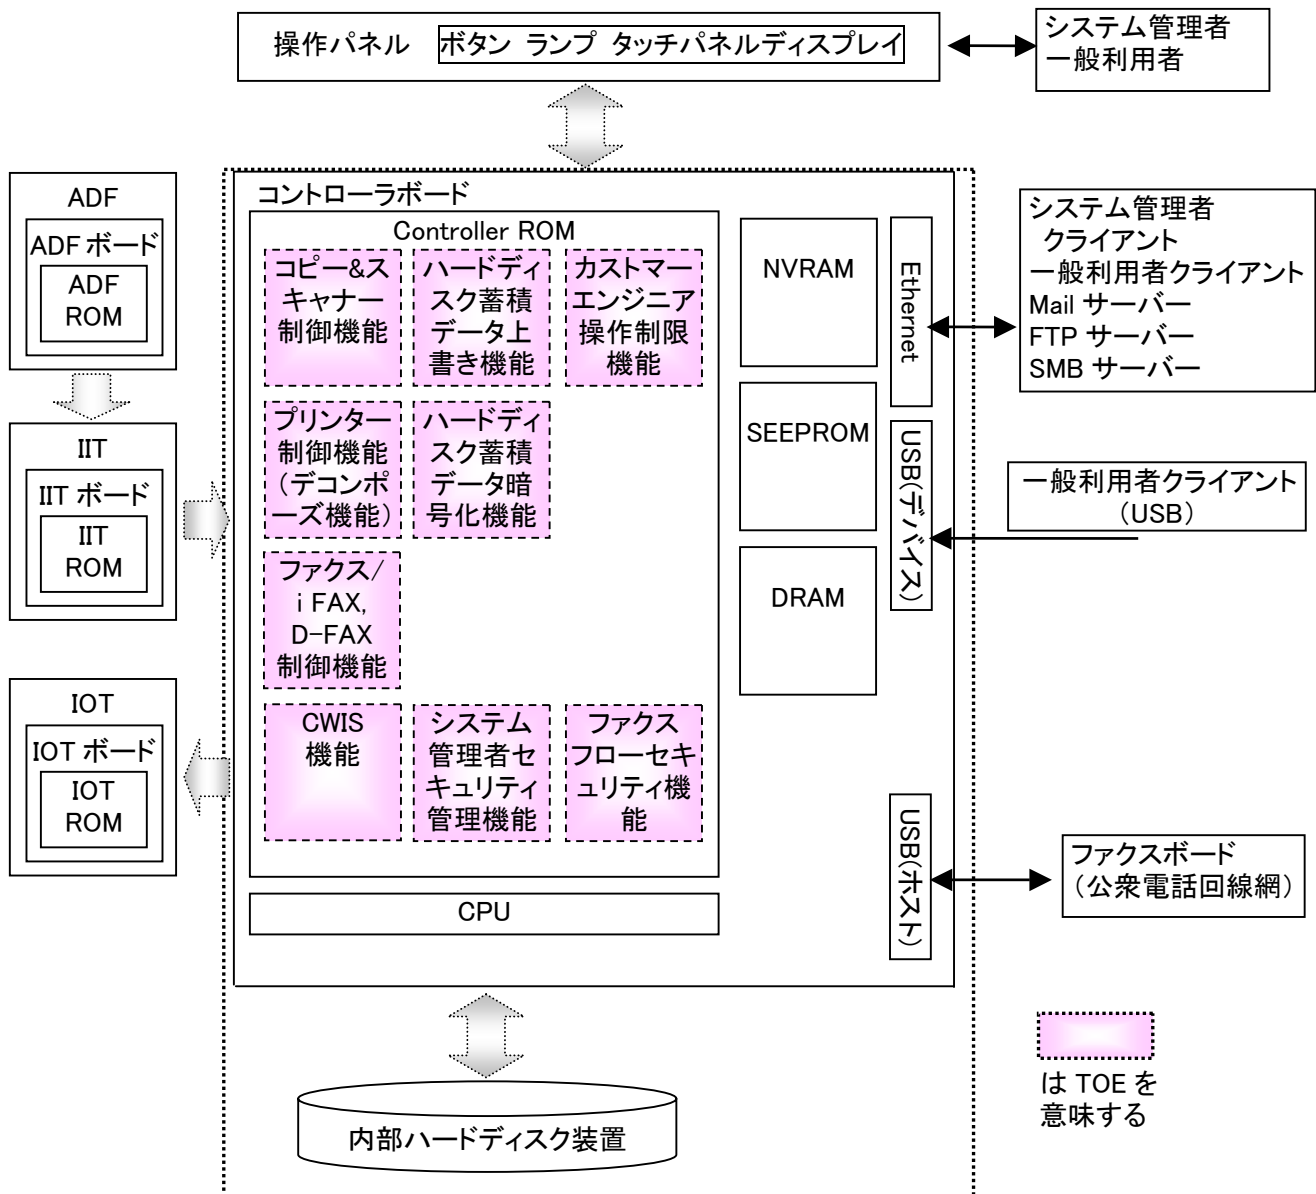 操作パネル ボタン ランプ タッチパネルディスプレイ
システム管理者
一般利用者
ADF
ADF ボード
ADF
ROM
IIT
IIT ボード
IIT
ROM
IOT
IOT ボード
IOT
ROM
コントローラボード
Controller ROM
コピー&ス
キャナー
制御機能
ハードディ
スク蓄積
データ上
書き機能
カストマー
エンジニア
操作制限
機能
プリンター
制御機能
(デコンポ
ーズ機能)
ハードディ
スク蓄積
データ暗
号化機能
ファクス/
i FAX,
D-FAX
制御機能
CWIS
機能
システム
管理者セ
キュリティ
管理機能
ファクス
フローセキ
ュリティ機
能
CPU
NVRAM
SEEPROM
DRAM
Ethernet
USB(デバイス)
USB(ホスト)
システム管理者
クライアント
一般利用者クライアント
Mail サーバー
FTP サーバー
SMB サーバー
一般利用者クライアント
(USB)
ファクスボード
(公衆電話回線網)
内部ハードディスク装置
は TOE を
意味する